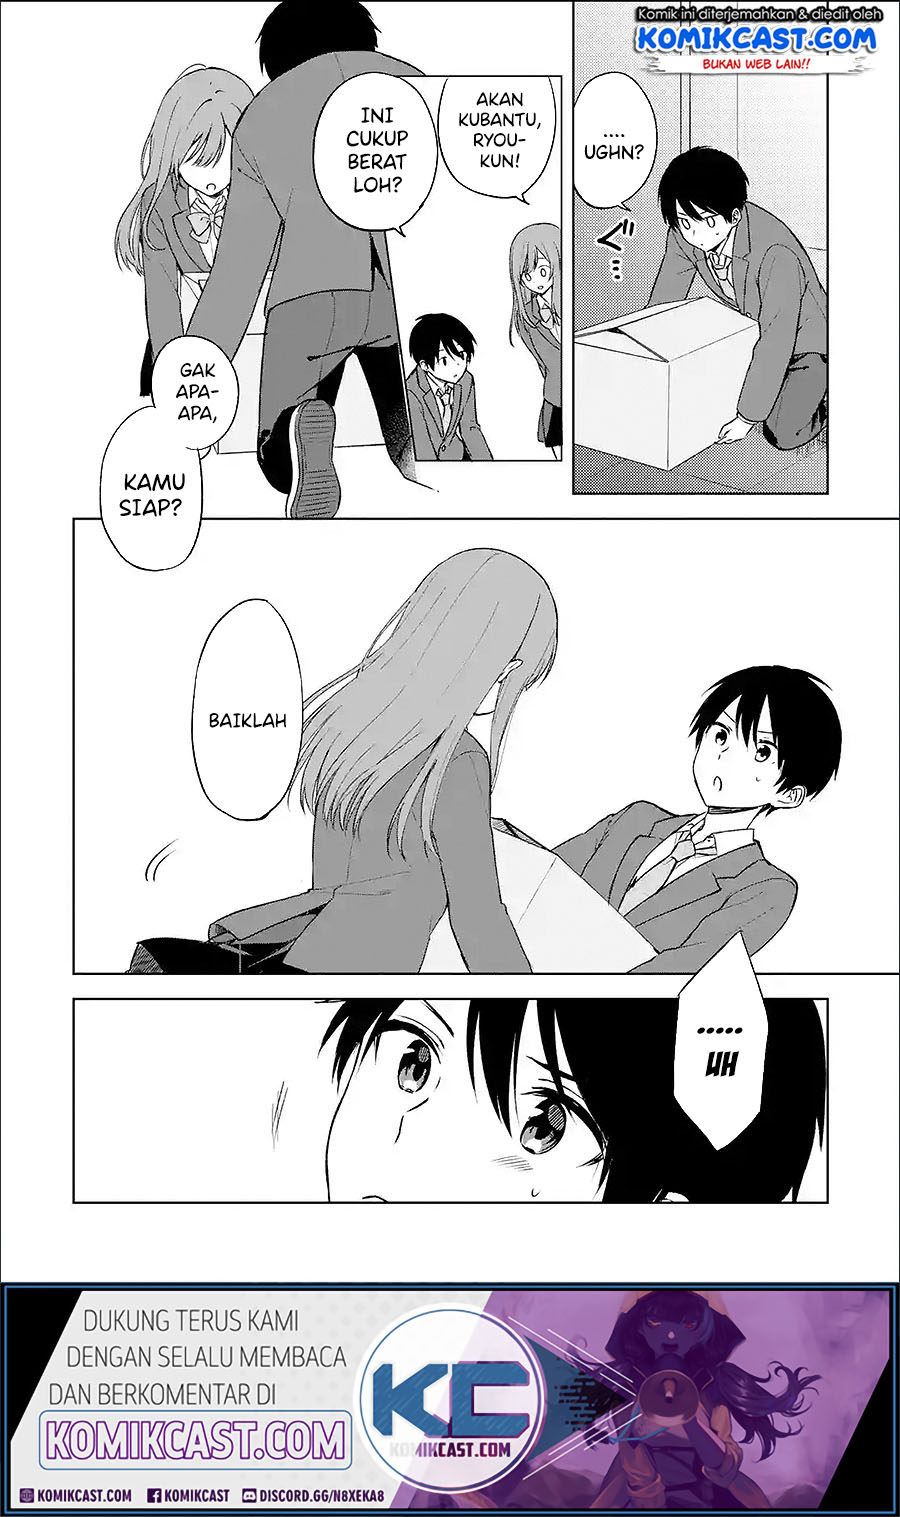 Komik ini diterjemahkan & diedit oleh
KOMIKCAST.COM
BUKAN WEB LAIN!!
....
UGHN?
グ...
AKAN
KUBANTU,
RYOU-
KUN!
INI
CUKUP
BERAT
LOH?
GAK
APA-
APA,
KAMU
SIAP?
BAIKLAH
.....
UH
DUKUNG TERUS KAMI
DENGAN SELALU MEMBACA
DAN BERKOMENTAR DI
KOMIKCAST.COM
KC
KOMIKCAST.COM
KOMIKCAST.COM
KOMIKCAST
DISCORD.GG/N8XEKA8